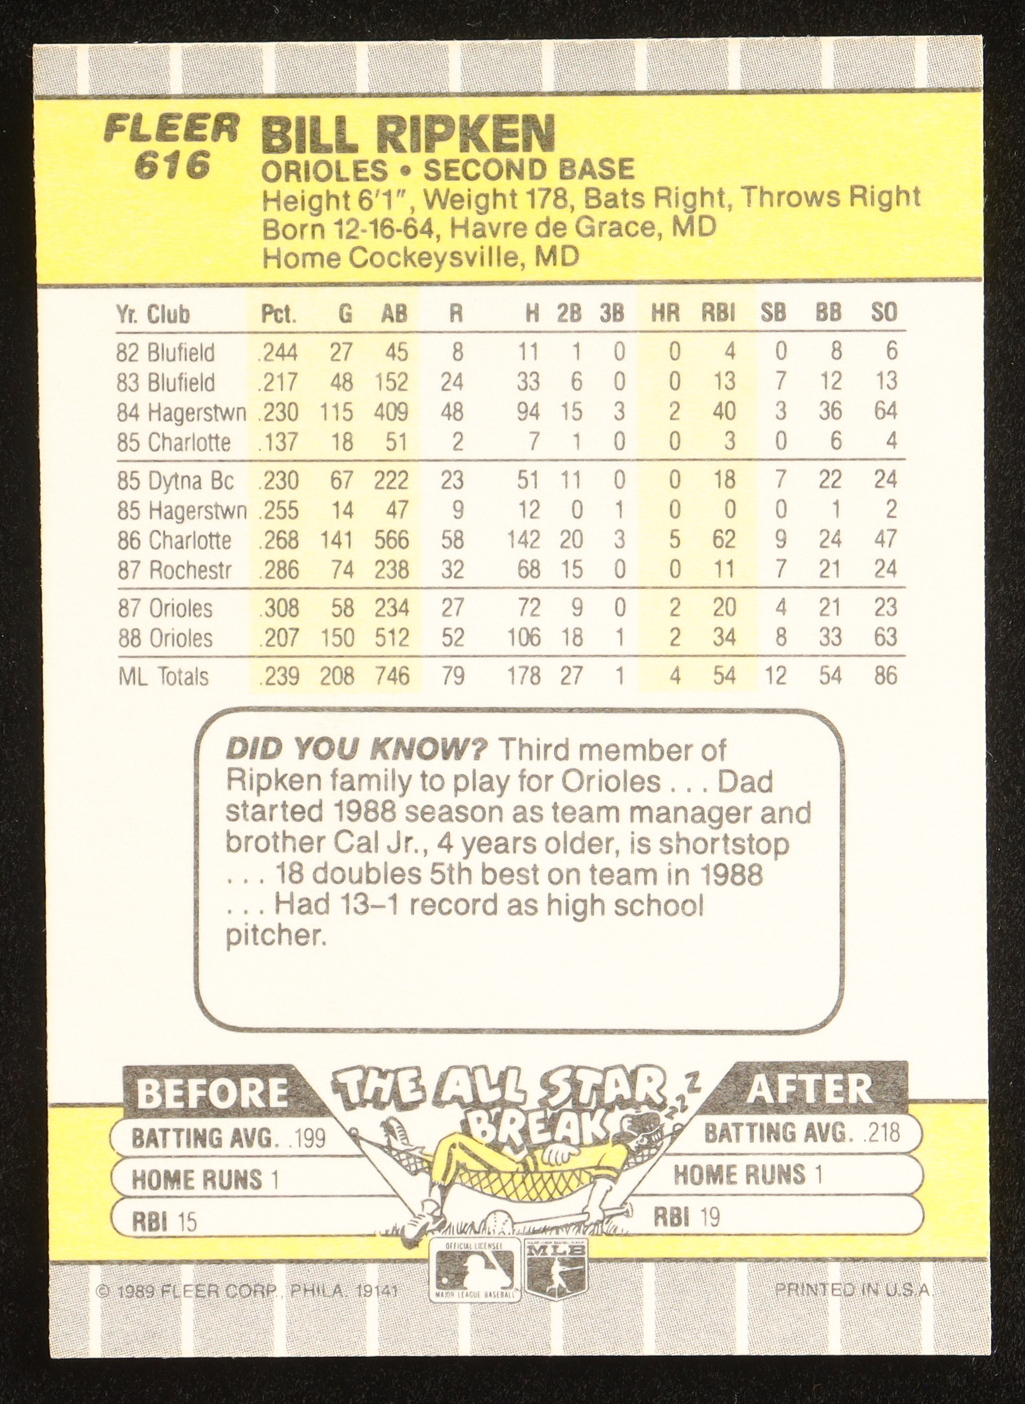 FLEER
616
BILL RIPKEN
ORIOLES • SECOND BASE
Height 6'1", Weight 178, Bats Right, Throws Right
Born 12-16-64, Havre de Grace, MD
Home Cockeysville, MD
Yr. Club Pct. G AB R H 2B 3B HR RBI SB BB SO
82 Blufield .244 27 45 8 11 1 0 0 4 0 8 6
83 Blufield .217 48 152 24 33 6 0 0 13 7 12 13
84 Hagerstwn .230 115 409 48 94 15 3 2 40 3 36 64
85 Charlotte .137 18 51 2 7 1 0 0 3 0 6 4
85 Dytna Bc .230 67 222 23 51 11 0 0 18 7 22 24
85 Hagerstwn .255 14 47 9 12 0 1 0 0 0 1 2
86 Charlotte .268 141 566 58 142 20 3 5 62 9 24 47
87 Rochestr .286 74 238 32 68 15 0 0 11 7 21 24
87 Orioles .308 58 234 27 72 9 0 2 20 4 21 23
88 Orioles .207 150 512 52 106 18 1 2 34 8 33 63
ML Totals .239 208 746 79 178 27 1 4 54 12 54 86
DID YOU KNOW? Third member of
Ripken family to play for Orioles . . . Dad
started 1988 season as team manager and
brother Cal Jr., 4 years older, is shortstop
. . . 18 doubles 5th best on team in 1988
. . . Had 13–1 record as high school
pitcher.
THE ALL STAR
BREAK
ZZZZ
BEFORE
BATTING AVG. .199
HOME RUNS 1
RBI 15
AFTER
BATTING AVG. .218
HOME RUNS 1
RBI 19
OFFICIAL LICENSEE
MAJOR LEAGUE BASEBALL
MLB
© 1989 FLEER CORP., PHILA. 19141
PRINTED IN U.S.A.